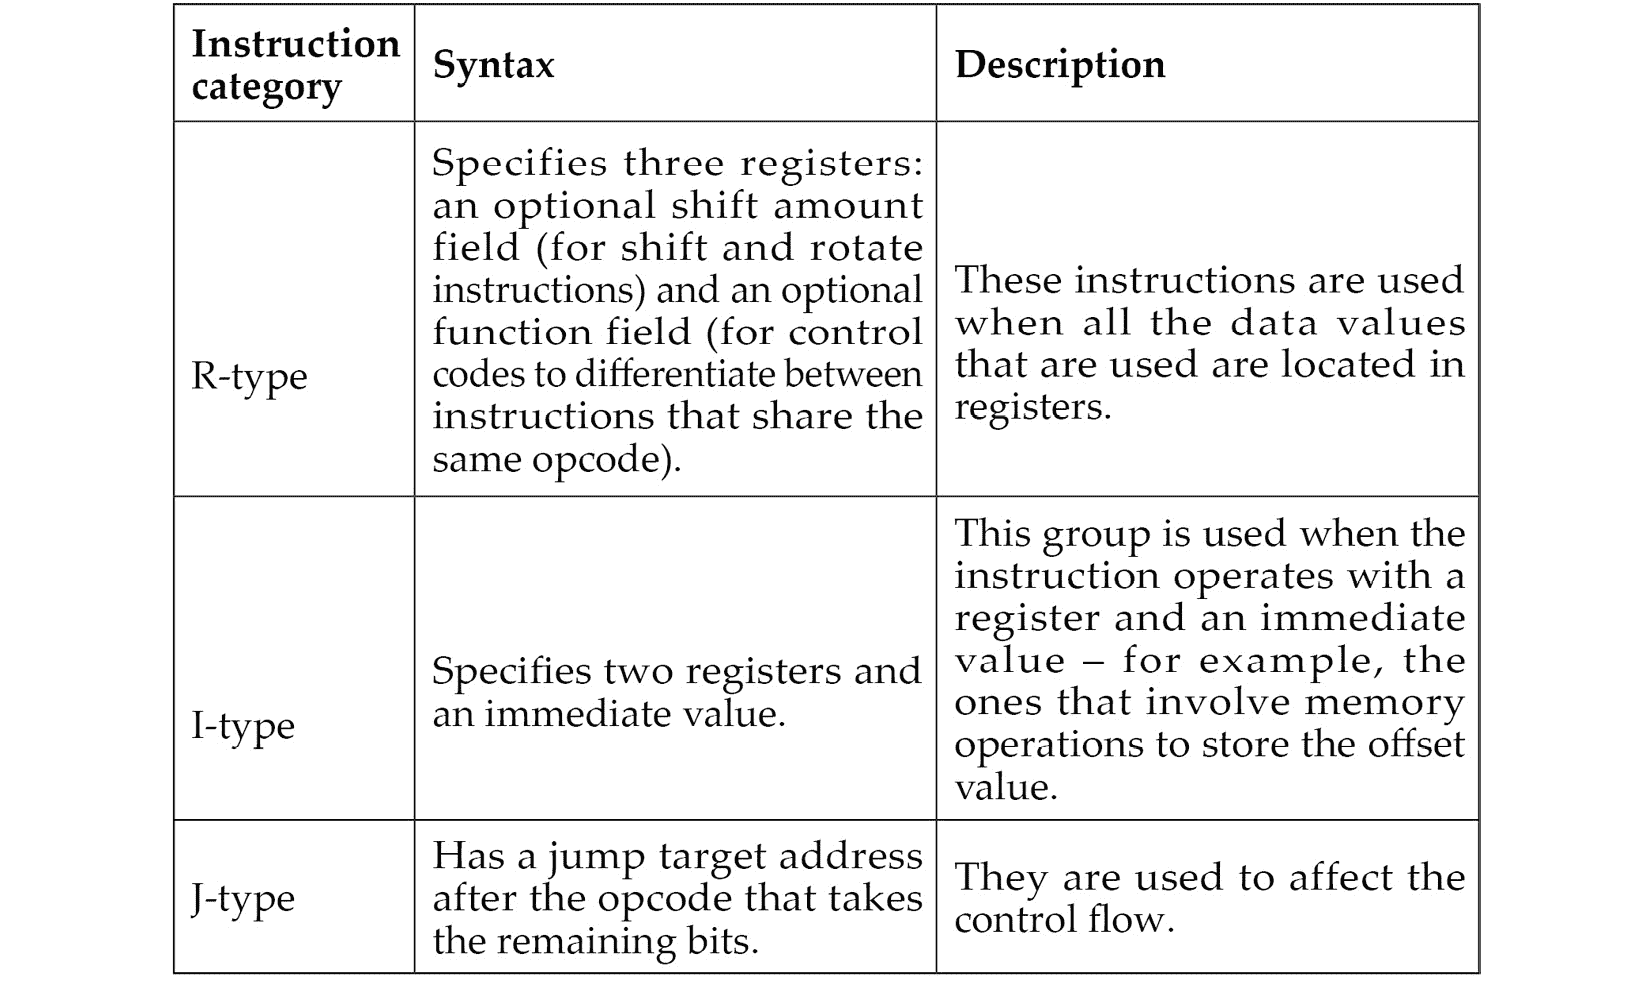 Instruction
category
Syntax
Description
R-type
Specifies three registers:
an optional shift amount
field (for shift and rotate
instructions) and an optional
function field (for control
codes to differentiate between
instructions that share the
same opcode).
These instructions are used
when all the data values
that are used are located in
registers.
I-type
Specifies two registers and
an immediate value.
This group is used when the
instruction operates with a
register and an immediate
value – for example, the
ones that involve memory
operations to store the offset
value.
J-type
Has a jump target address
after the opcode that takes
the remaining bits.
They are used to affect the
control flow.